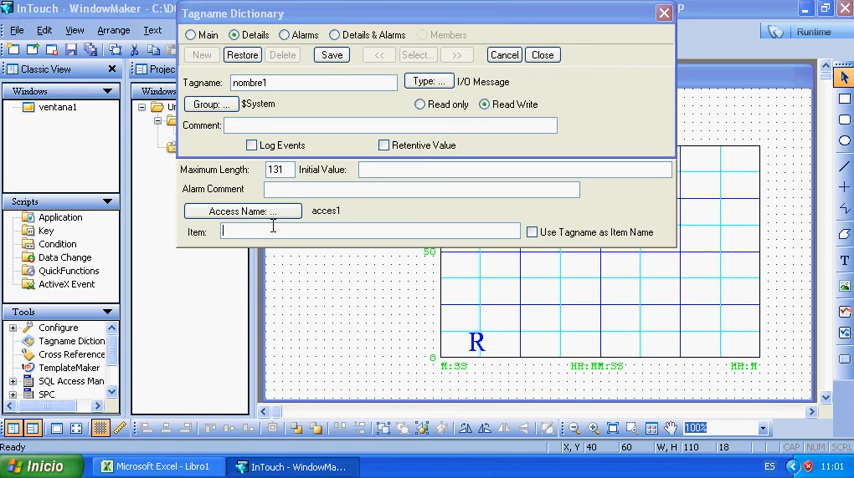 InTouch - WindowMaker - C:\D
File Edit View Arrange Text
Runtime
Classic View
Windows
ventana1
Scripts
Application
Key
Condition
Data Change
QuickFunctions
ActiveX Event
Tools
Configure
Tagname Dictionary
Cross Reference
TemplateMaker
SQL Access Man
SPC
Projec
Windows
Tagname Dictionary
Main Details Alarms Details & Alarms Members
New Restore Delete Save << Select... >> Cancel Close
Tagname: nombre1 Type: ... I/O Message
Group: ... $System Read only Read Write
Comment:
Log Events Retentive Value
Maximum Length: 131 Initial Value:
Alarm Comment
Access Name: ... acces1
Item: Use Tagname as Item Name
50
R
0
M:SS HH:MM:SS HH:M
100%
Ready X, Y 40 60 W, H 110 18 CAP NUM SCRL
Inicio Microsoft Excel - Libro1 InTouch - WindowMa... ES 11:01